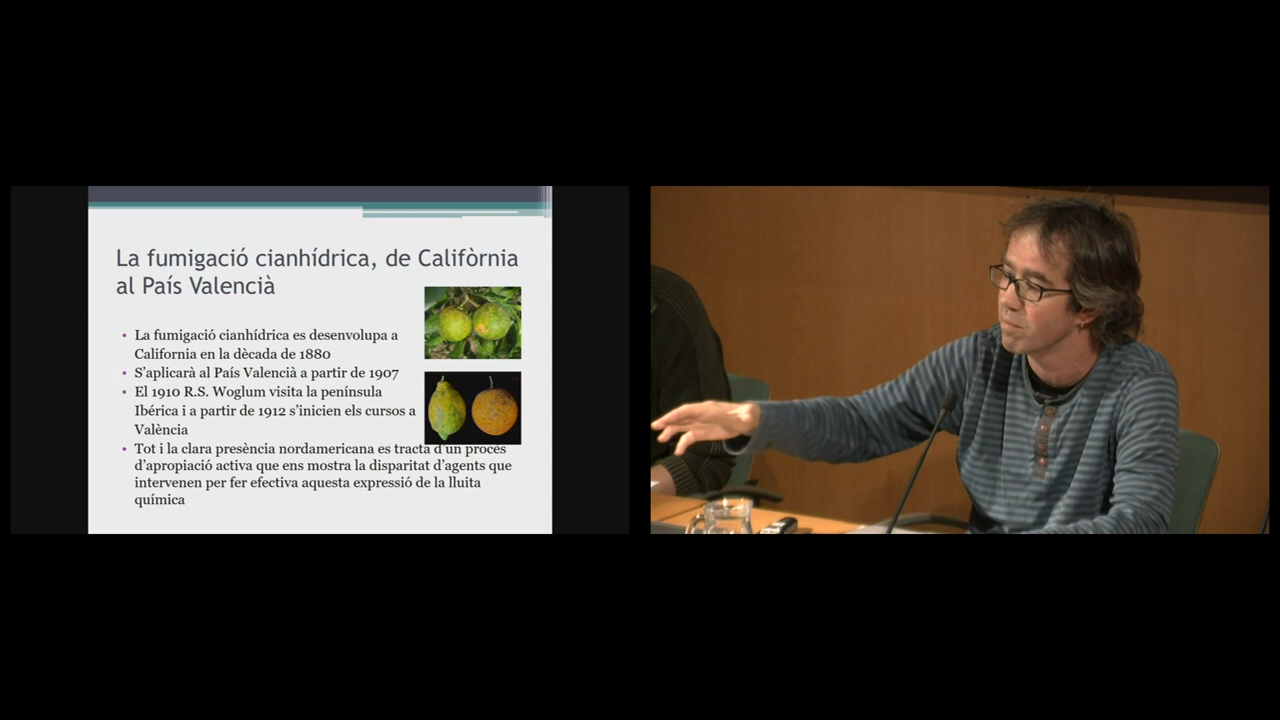 La fumigació cianhídrica, de Califòrnia
al País Valencià
• La fumigació cianhídrica es desenvolupa a
California en la dècada de 1880
• S'aplicarà al País Valencià a partir de 1907
• El 1910 R.S. Woglum visita la península
Ibérica i a partir de 1912 s'inicien els cursos a
València
• Tot i la clara presència nordamericana es tracta d'un procés
d'apropiació activa que ens mostra la disparitat d'agents que
intervenen per fer efectiva aquesta expressió de la lluita
química